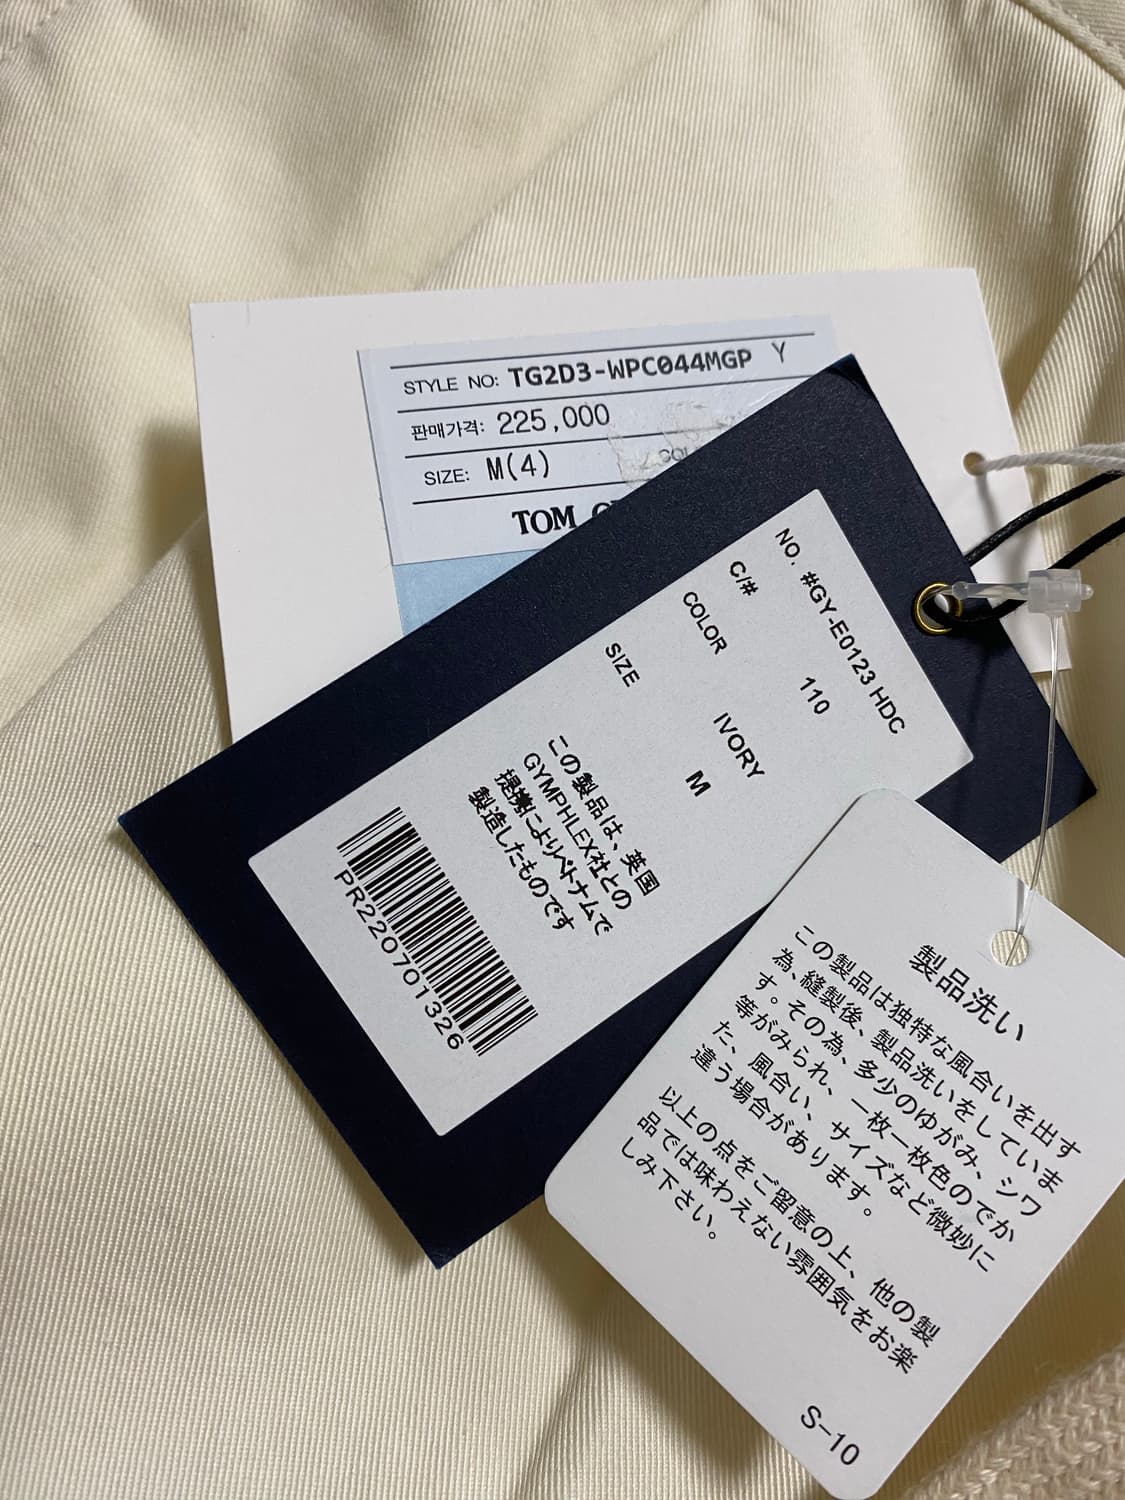 STYLE NO: TG2D3-WPC044MGP Y
판매가격: 225,000
SIZE: M(4)
TOM
NO. #GY-E0123 HDC
C/# 110
COLOR IVORY
SIZE M
この製品は、英国
GYMPHLEX社との
提携によりベトナムで
製造したものです
PR220701326
製品洗い
この製品は独特な風合いを出す
為、縫製後、製品洗いをしていま
す。その為、多少のゆがみ、シワ
等がみられ、一枚一枚色のでか
た、風合い、サイズなど微妙に
違う場合があります。
以上の点をご留意の上、他の製
品では味わえない雰囲気をお楽
しみ下さい。
S-10